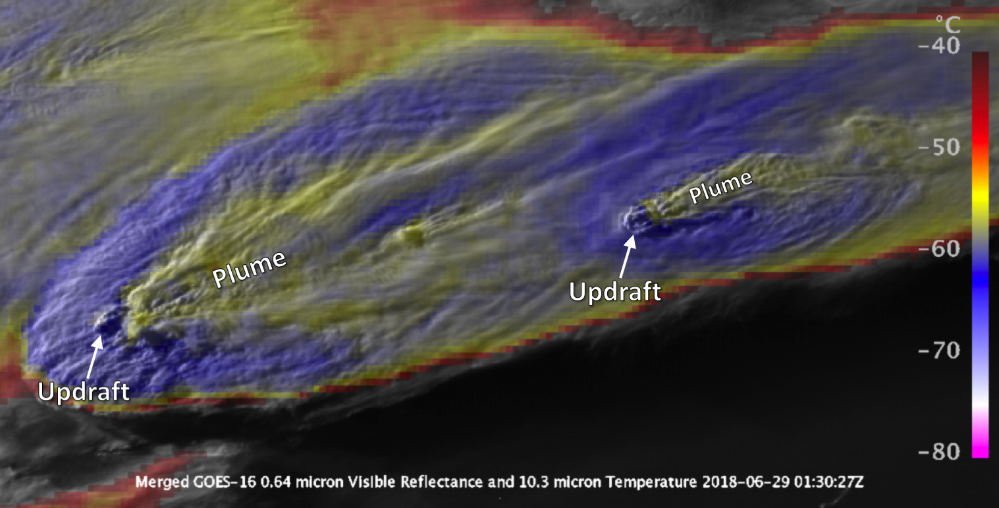 °C
−40
−50
Plume
−60
Plume
Updraft
−70
Updraft
−80
Merged GOES−16 0.64 micron Visible Reflectance and 10.3 micron Temperature 2018−06−29 01:30:27Z